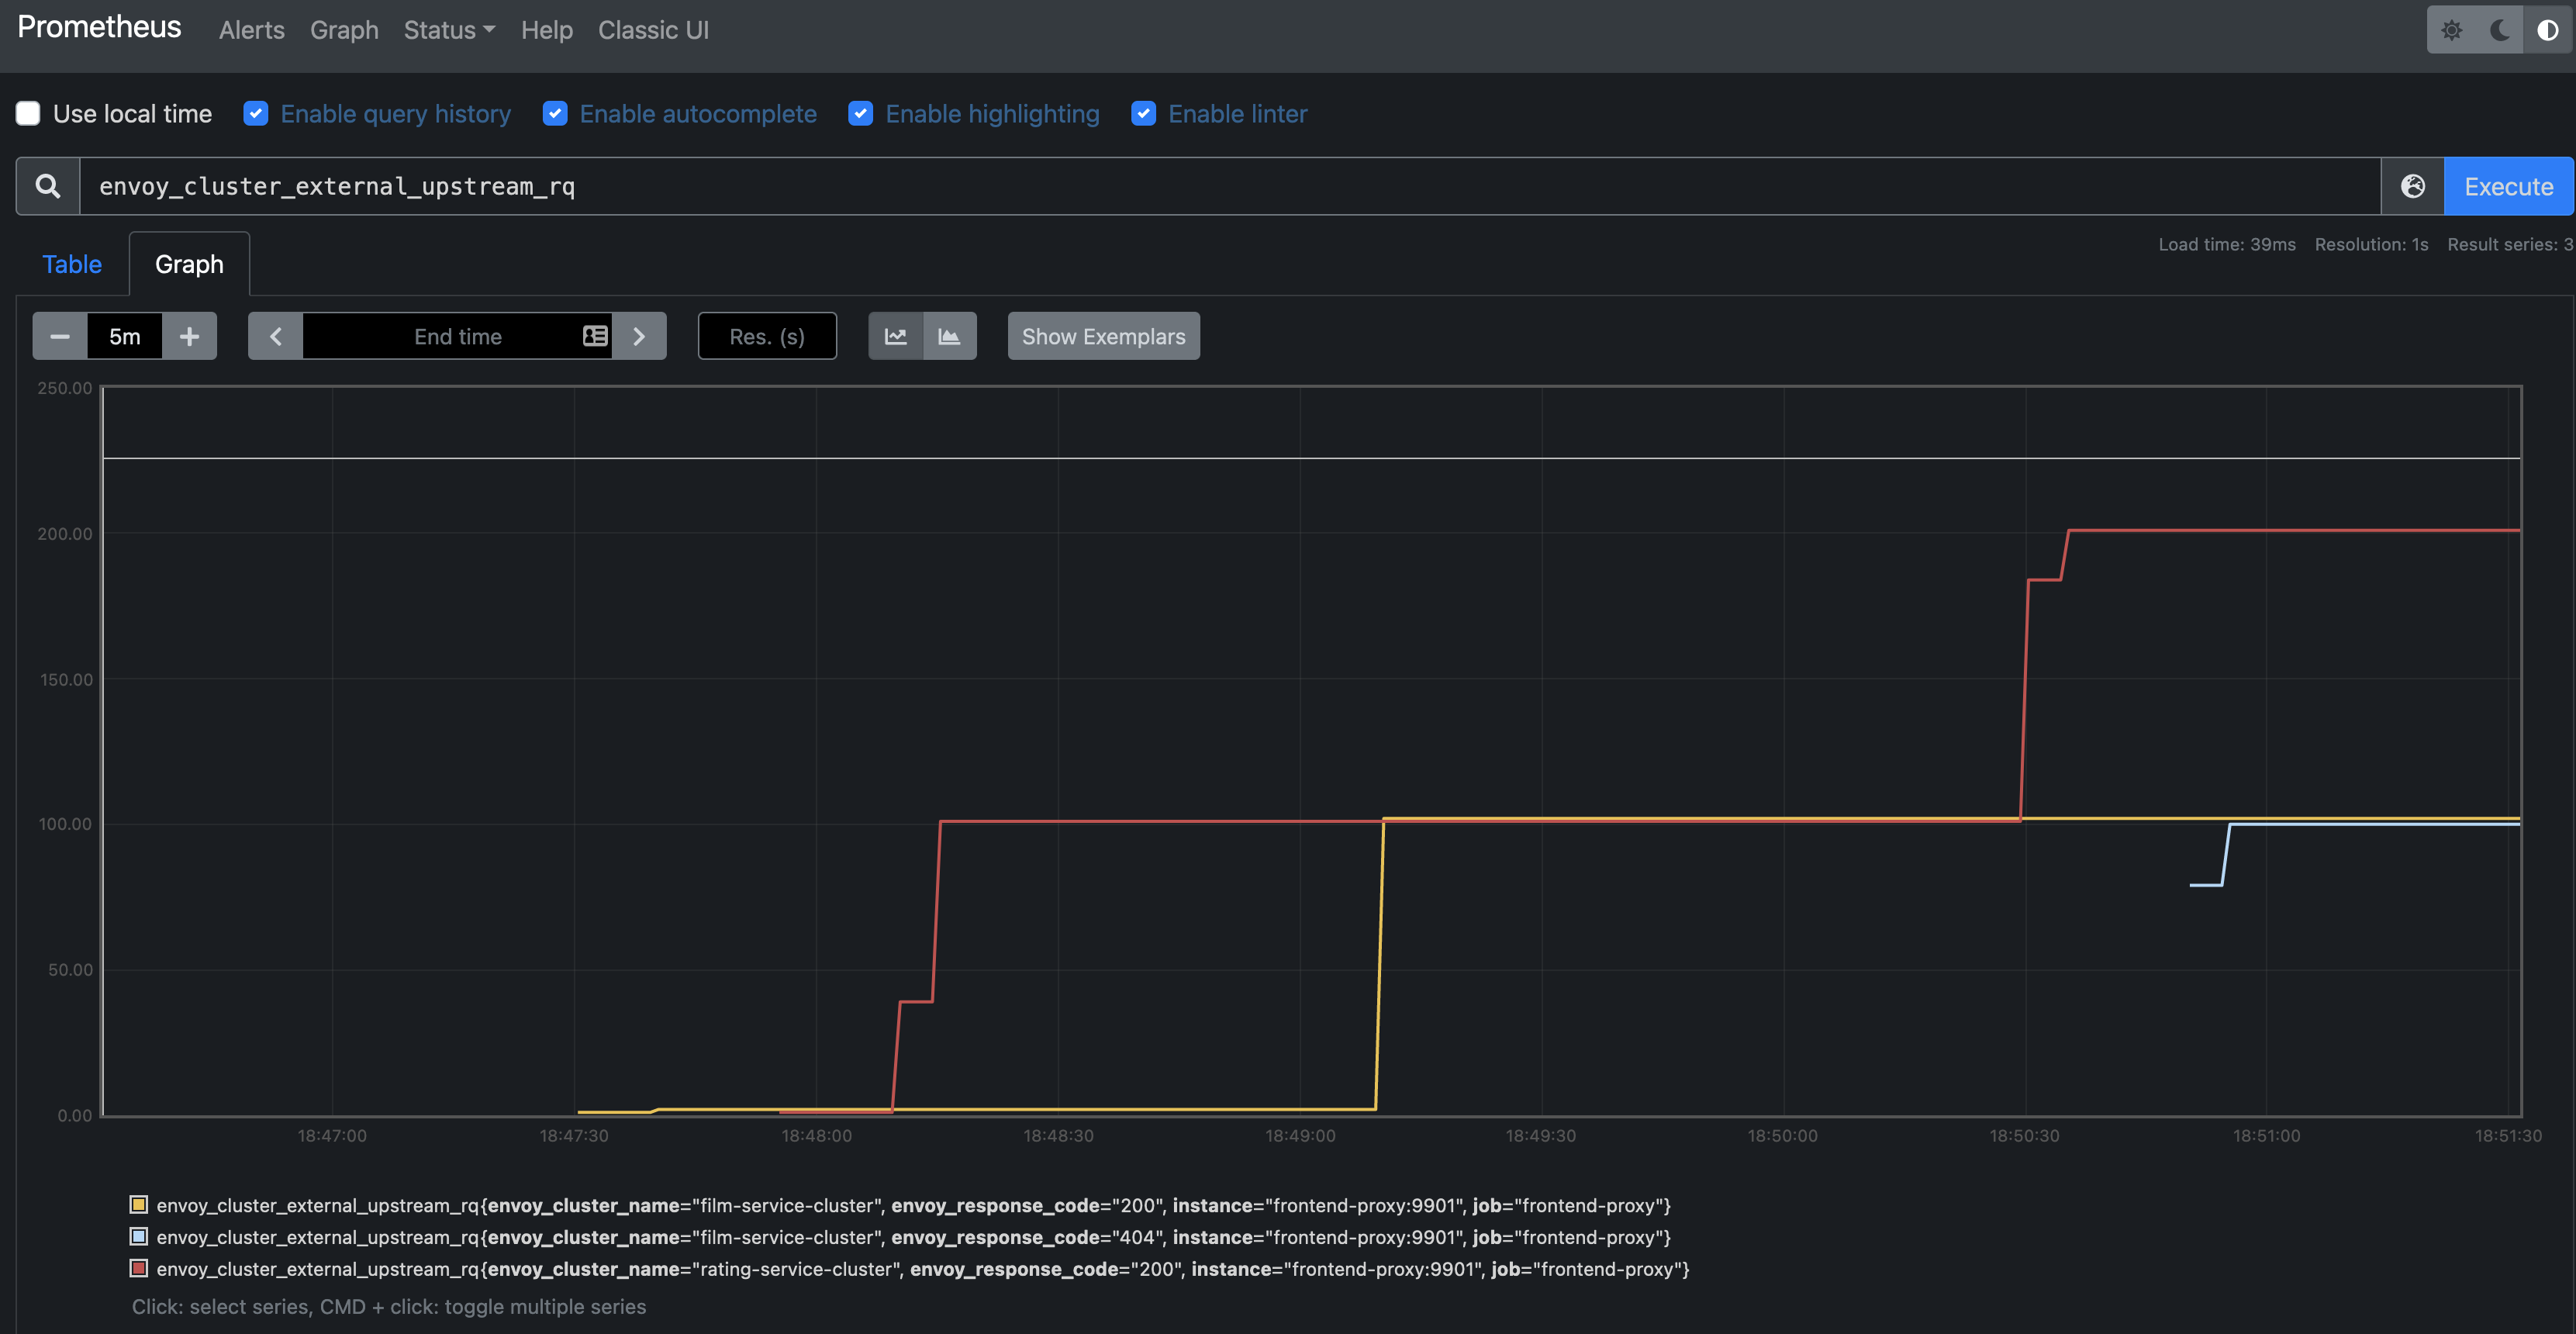 Prometheus Alerts Graph Status Help Classic UI
Use local time Enable query history Enable autocomplete Enable highlighting Enable linter
envoy_cluster_external_upstream_rq Execute
Table Graph Load time: 39ms Resolution: 1s Result series: 3
5m End time Res. (s) Show Exemplars
250.00
200.00
150.00
100.00
50.00
0.00
18:47:00 18:47:30 18:48:00 18:48:30 18:49:00 18:49:30 18:50:00 18:50:30 18:51:00 18:51:30
envoy_cluster_external_upstream_rq{envoy_cluster_name="film-service-cluster", envoy_response_code="200", instance="frontend-proxy:9901", job="frontend-proxy"}
envoy_cluster_external_upstream_rq{envoy_cluster_name="film-service-cluster", envoy_response_code="404", instance="frontend-proxy:9901", job="frontend-proxy"}
envoy_cluster_external_upstream_rq{envoy_cluster_name="rating-service-cluster", envoy_response_code="200", instance="frontend-proxy:9901", job="frontend-proxy"}
Click: select series, CMD + click: toggle multiple series